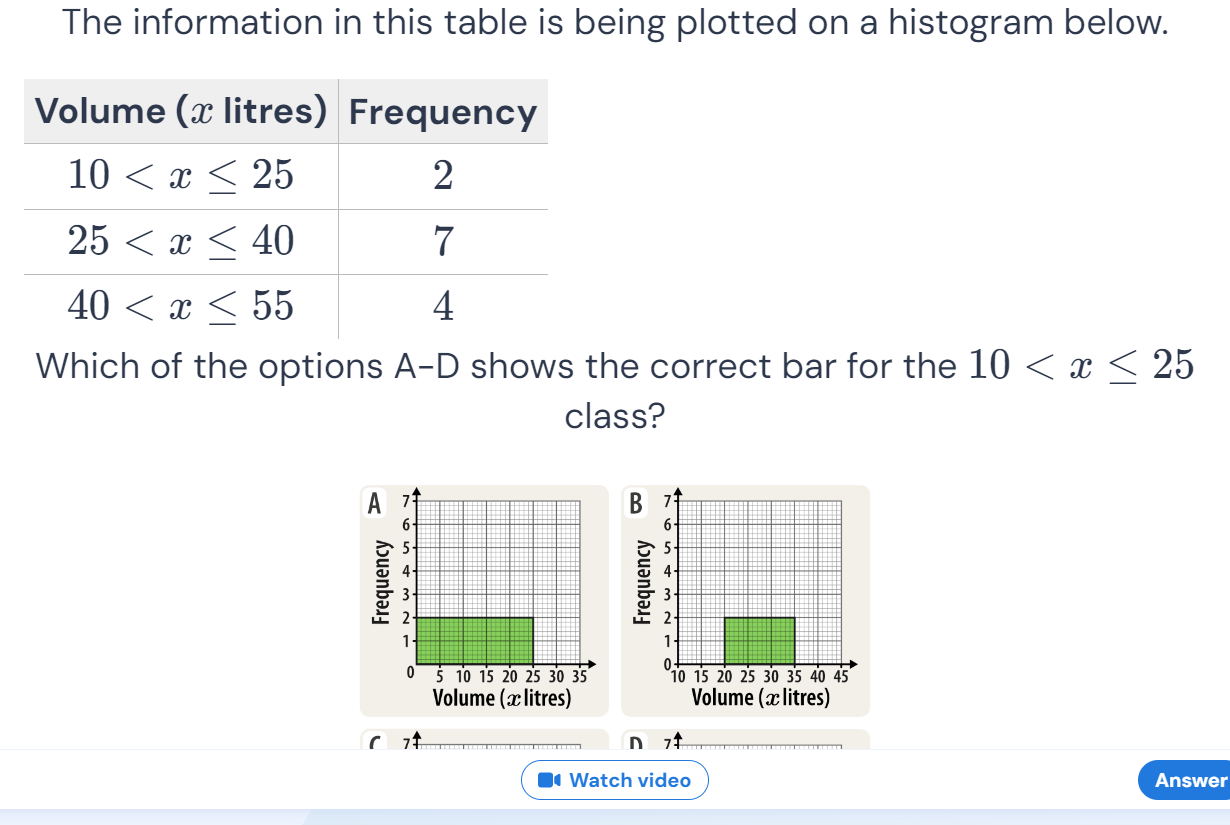 The information in this table is being plotted on a histogram below.
Volume (x litres) Frequency
10 < x ≤ 25 2
25 < x ≤ 40 7
40 < x ≤ 55 4
Which of the options A–D shows the correct bar for the 10 < x ≤ 25
class?
A
Frequency
7
6
5
4
3
2
1
0 5 10 15 20 25 30 35
Volume (x litres)
B
Frequency
7
6
5
4
3
2
1
0
10 15 20 25 30 35 40 45
Volume (x litres)
C 7
D 7
Watch video
Answer